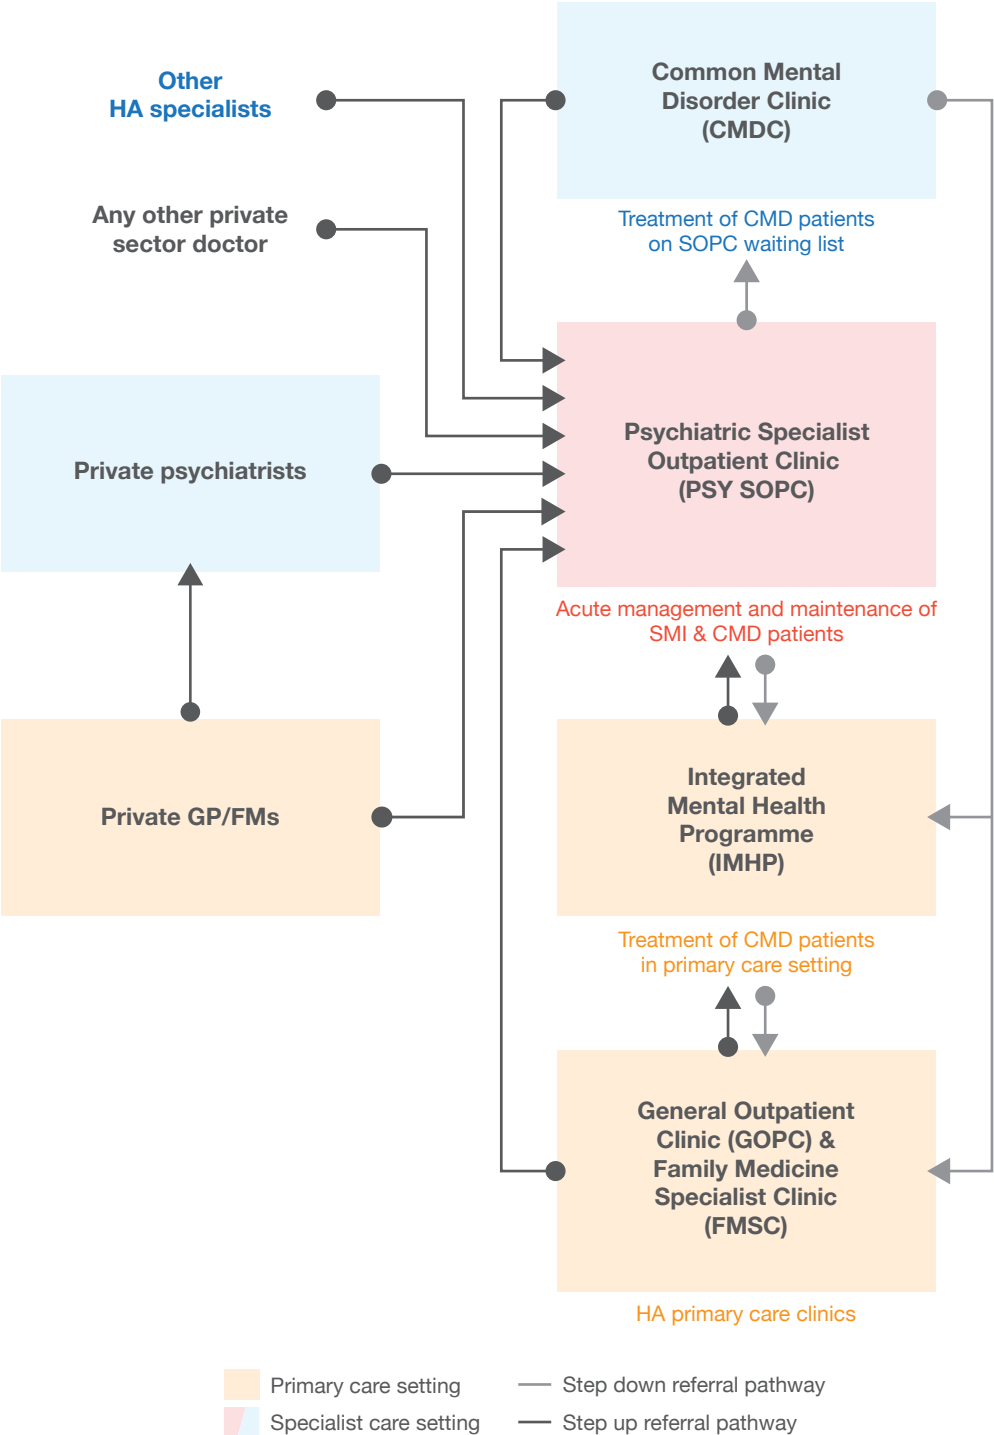 Other
HA specialists
Any other private
sector doctor
Private psychiatrists
Private GP/FMs
Common Mental
Disorder Clinic
(CMDC)
Treatment of CMD patients
on SOPC waiting list
Psychiatric Specialist
Outpatient Clinic
(PSY SOPC)
Acute management and maintenance of
SMI & CMD patients
Integrated
Mental Health
Programme
(IMHP)
Treatment of CMD patients
in primary care setting
General Outpatient
Clinic (GOPC) &
Family Medicine
Specialist Clinic
(FMSC)
HA primary care clinics
Primary care setting
Specialist care setting
Step down referral pathway
Step up referral pathway